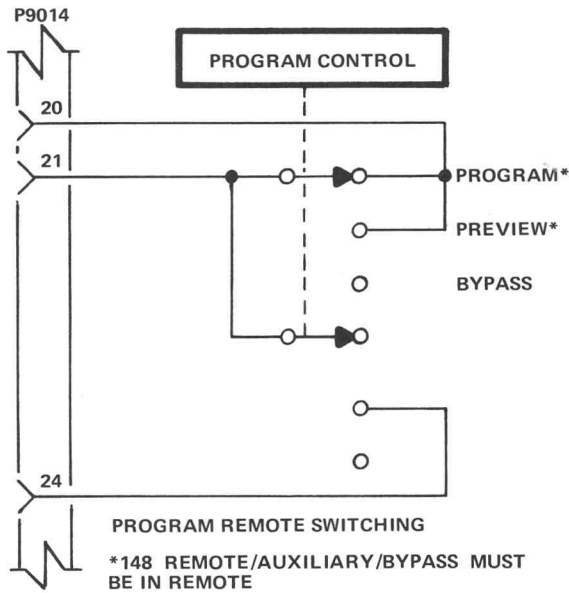 P9014
PROGRAM CONTROL
20
21
PROGRAM*
PREVIEW*
BYPASS
24
PROGRAM REMOTE SWITCHING
*148 REMOTE/AUXILIARY/BYPASS MUST
BE IN REMOTE